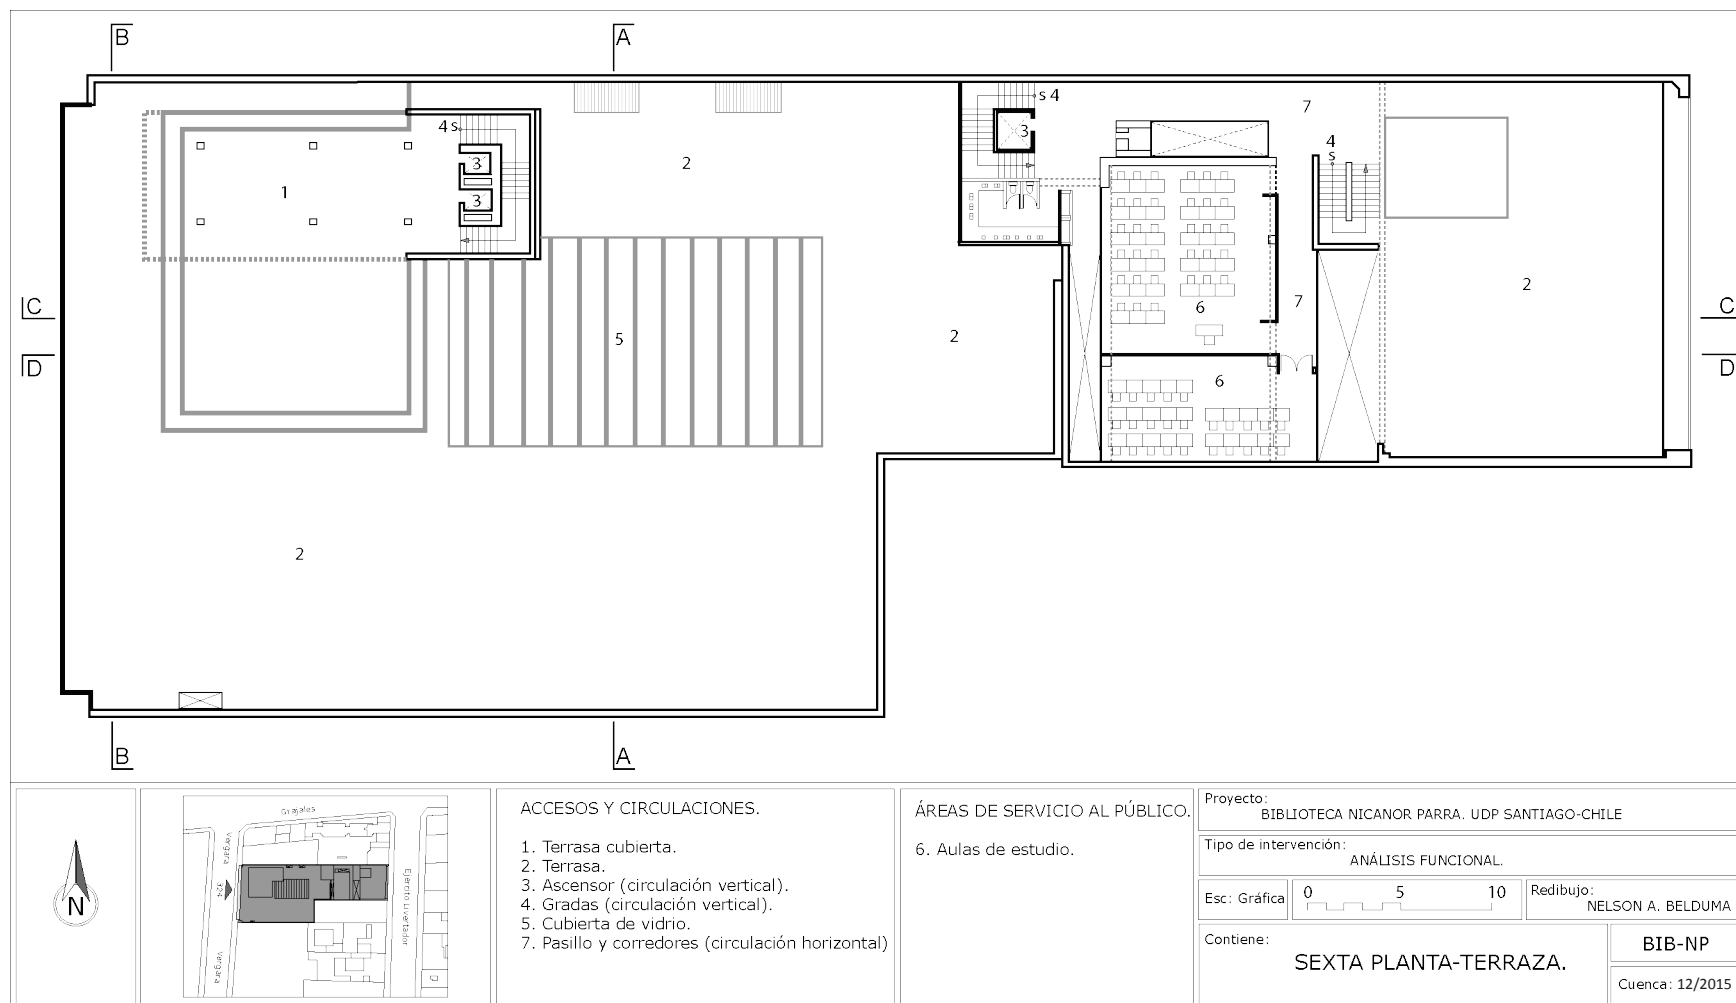 B
A
4 s
3
3
1
2
s 4
3
7
4
s
2
C
C
6
7
5
2
D
D
6
2
B
A
N
Grajales
Vergara
324
Vergara
Ejercito Livertador
ACCESOS Y CIRCULACIONES.
1. Terrasa cubierta.
2. Terrasa.
3. Ascensor (circulación vertical).
4. Gradas (circulación vertical).
5. Cubierta de vidrio.
7. Pasillo y corredores (circulación horizontal)
ÁREAS DE SERVICIO AL PÚBLICO.
6. Aulas de estudio.
Proyecto:
BIBLIOTECA NICANOR PARRA. UDP SANTIAGO-CHILE
Tipo de intervención:
ANÁLISIS FUNCIONAL.
Esc: Gráfica
0 5 10
Redibujo:
NELSON A. BELDUMA
Contiene:
SEXTA PLANTA-TERRAZA.
BIB-NP
Cuenca: 12/2015